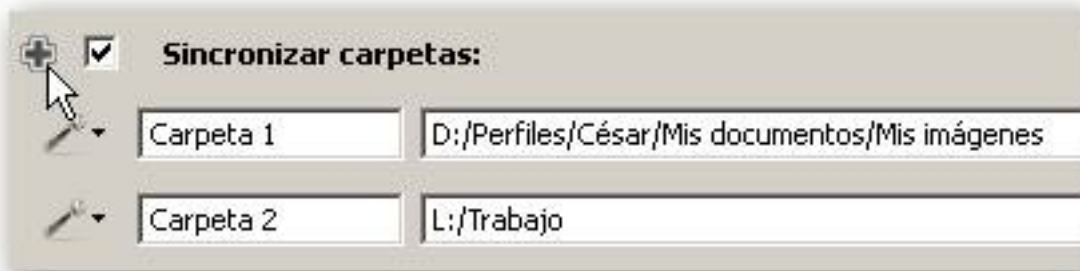 Sincronizar carpetas:
Carpeta 1 D:/Perfiles/César/Mis documentos/Mis imágenes
Carpeta 2 L:/Trabajo